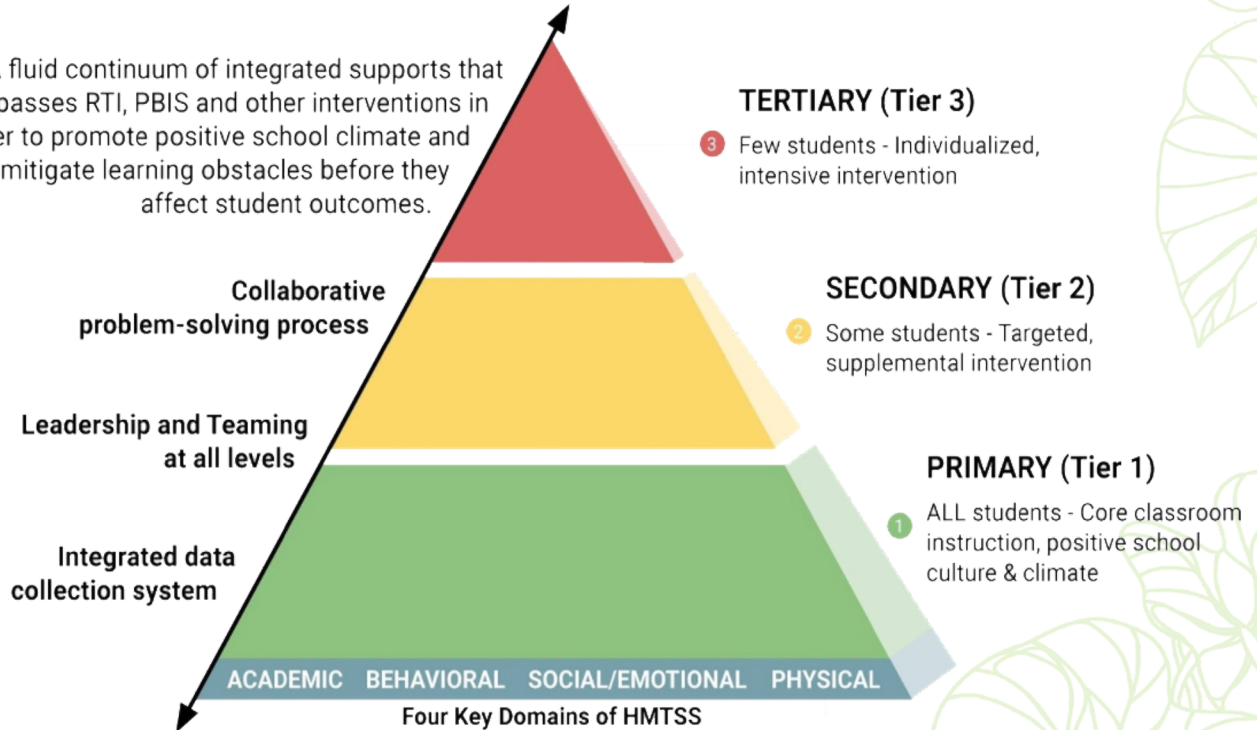 fluid continuum of integrated supports that
passes RTI, PBIS and other interventions in
to promote positive school climate and
mitigate learning obstacles before they
affect student outcomes.
Collaborative
problem-solving process
Leadership and Teaming
at all levels
Integrated data
collection system
TERTIARY (Tier 3)
3 Few students - Individualized,
intensive intervention
SECONDARY (Tier 2)
2 Some students - Targeted,
supplemental intervention
PRIMARY (Tier 1)
1 ALL students - Core classroom
instruction, positive school
culture & climate
ACADEMIC BEHAVIORAL SOCIAL/EMOTIONAL PHYSICAL
Four Key Domains of HMTSS